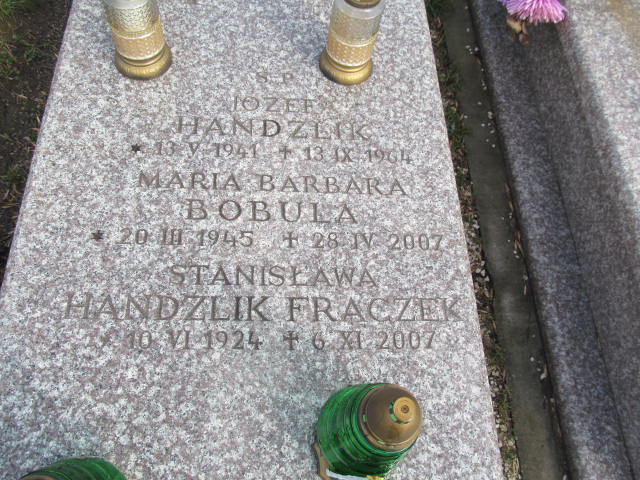 Ś.P.
JÓZEF
HANDZLIK
* 13 V 1941 + 13 IX 1964
MARIA BARBARA
BOBULA
* 20 III 1945 + 28 IV 2007
STANISŁAWA
HANDZLIK FRĄCZEK
* 10 VI 1924 + 6 XI 2007